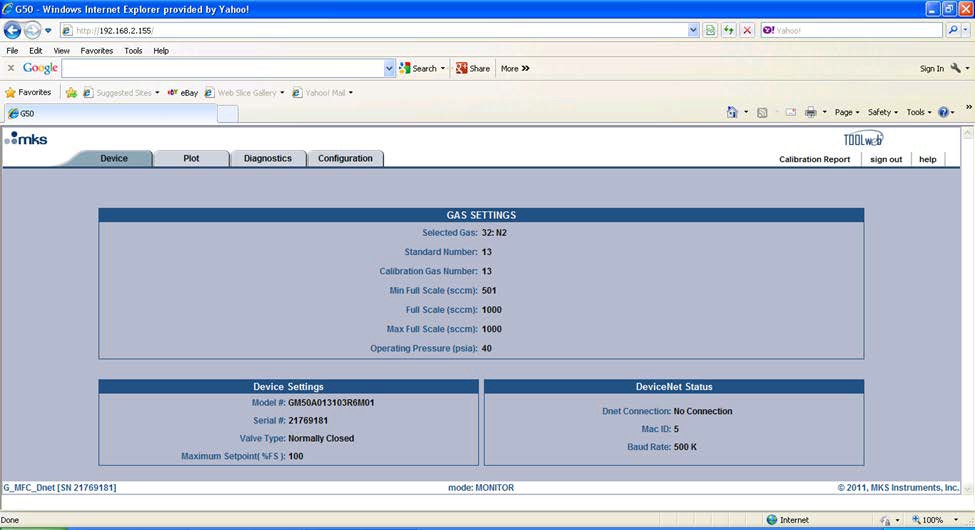 G50 - Windows Internet Explorer provided by Yahoo!
http://192.168.2.155/
Yahoo!
File Edit View Favorites Tools Help
x Google Search Share More » Sign In
Favorites Suggested Sites eBay Web Slice Gallery Yahoo! Mail
G50 Page Safety Tools »
mks TOOLweb
Device Plot Diagnostics Configuration Calibration Report sign out help
GAS SETTINGS
Selected Gas: 32: N2
Standard Number: 13
Calibration Gas Number: 13
Min Full Scale (sccm): 501
Full Scale (sccm): 1000
Max Full Scale (sccm): 1000
Operating Pressure (psia): 40
Device Settings
Model #: GM50A013103R6M01
Serial #: 21769181
Valve Type: Normally Closed
Maximum Setpoint( %FS ): 100
DeviceNet Status
Dnet Connection: No Connection
Mac ID: 5
Baud Rate: 500 K
G_MFC_Dnet [SN 21769181] mode: MONITOR © 2011, MKS Instruments, Inc.
Done Internet 100%